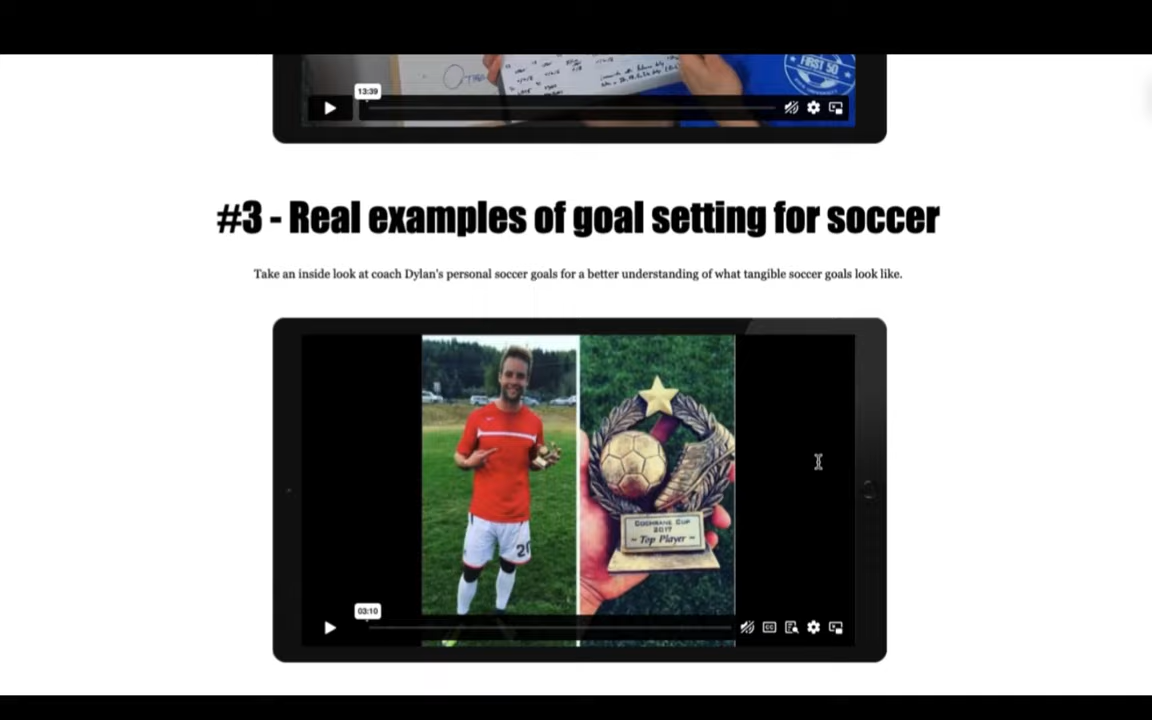 FIRST 50
13:39
#3 - Real examples of goal setting for soccer
Take an inside look at coach Dylan's personal soccer goals for a better understanding of what tangible soccer goals look like.
20
COCHRANE CUP
2017
~ Top Player ~
03:10
CC